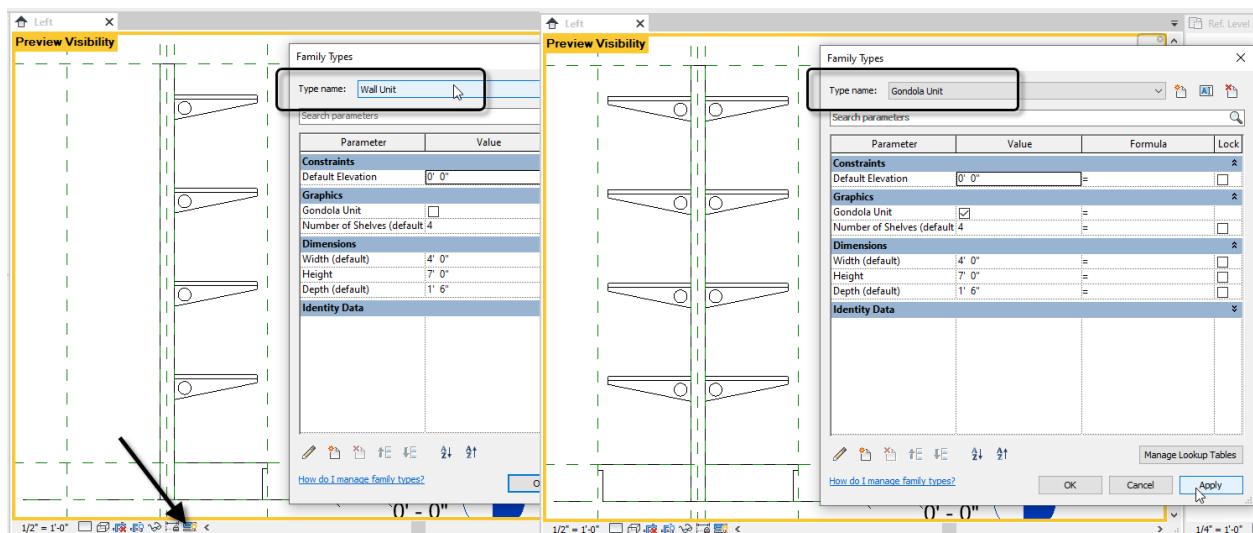 Left
Preview Visibility
Family Types
Type name: Wall Unit
Search parameters
Parameter Value
Constraints
Default Elevation 0' 0"
Graphics
Gondola Unit
Number of Shelves (default 4
Dimensions
Width (default) 4' 0"
Height 7' 0"
Depth (default) 1' 6"
Identity Data
How do I manage family types?
O
0' - 0"
1/2" = 1'-0"
Left
Ref. Level
Preview Visibility
Family Types
Type name: Gondola Unit
Search parameters
Parameter Value Formula Lock
Constraints
Default Elevation 0' 0" =
Graphics
Gondola Unit =
Number of Shelves (default 4 =
Dimensions
Width (default) 4' 0" =
Height 7' 0" =
Depth (default) 1' 6" =
Identity Data
Manage Lookup Tables
How do I manage family types?
OK Cancel Apply
0' - 0"
1/2" = 1'-0"
1/4" = 1'-0"